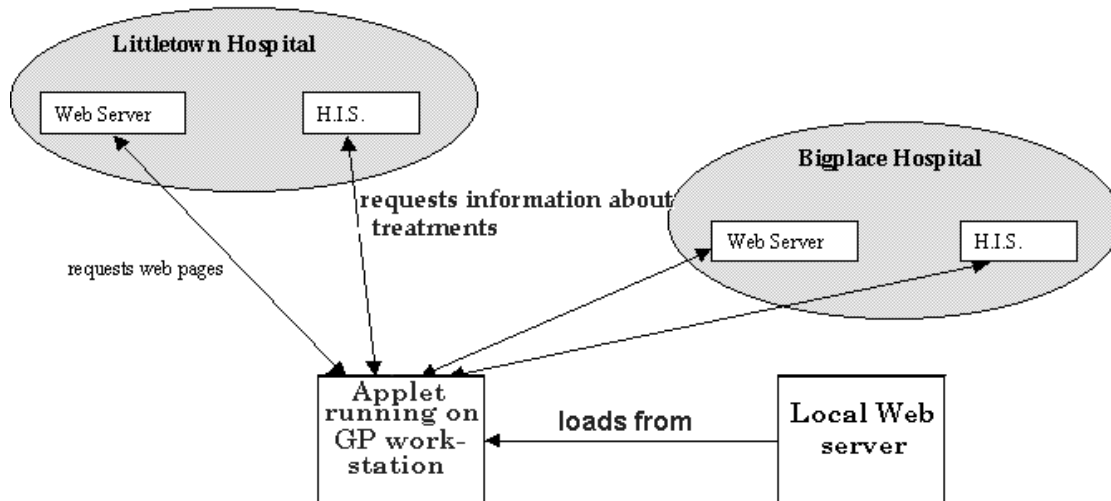 Littletown Hospital
Web Server
H.I.S.
Bigplace Hospital
requests information about
treatments
Web Server
H.I.S.
requests web pages
Applet
running on
GP work-
station
loads from
Local Web
server